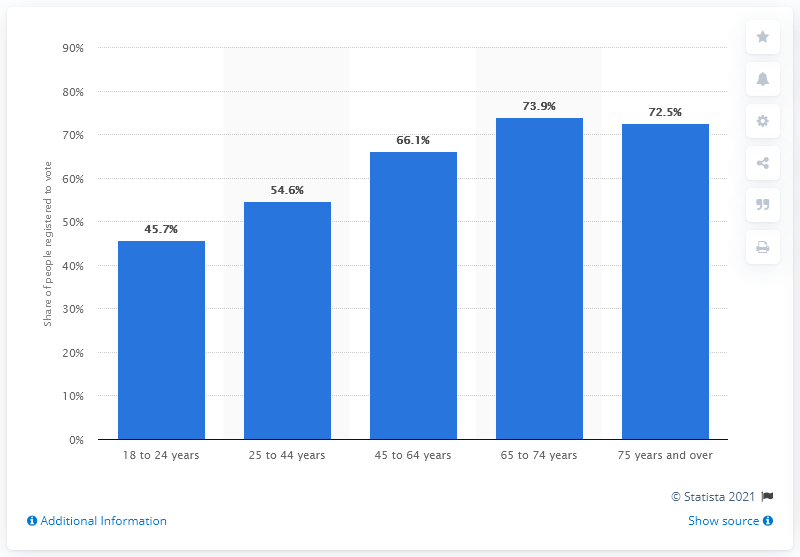 90%
80%
70%
60%
50%
40%
30%
20%
10%
0%
Share of people registered to vote
45.7%
54.6%
66.1%
73.9%
72.5%
18 to 24 years
25 to 44 years
45 to 64 years
65 to 74 years
75 years and over
© Statista 2021
Additional Information
Show source